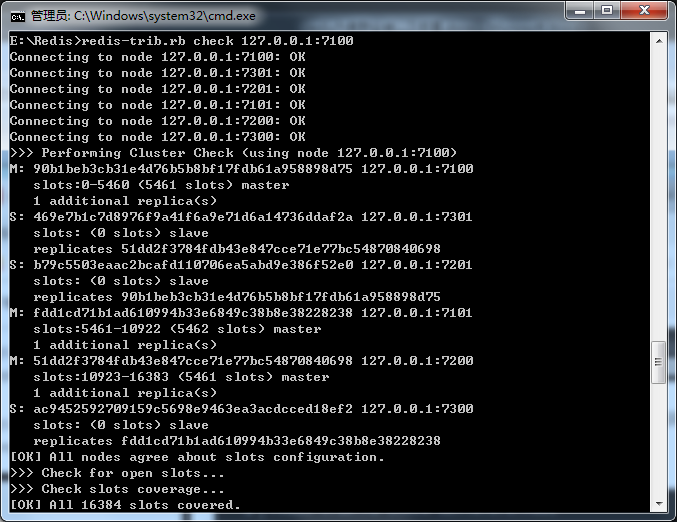 管理员: C:\Windows\system32\cmd.exe
E:\Redis>redis-trib.rb check 127.0.0.1:7100
Connecting to node 127.0.0.1:7100: OK
Connecting to node 127.0.0.1:7301: OK
Connecting to node 127.0.0.1:7201: OK
Connecting to node 127.0.0.1:7101: OK
Connecting to node 127.0.0.1:7200: OK
Connecting to node 127.0.0.1:7300: OK
>>> Performing Cluster Check (using node 127.0.0.1:7100)
M: 90b1beb3cb31e4d76b5b8bf17fdb61a958898d75 127.0.0.1:7100
slots:0-5460 (5461 slots) master
1 additional replica(s)
S: 469e7b1c7d8976f9a41f6a9e71d6a14736ddaf2a 127.0.0.1:7301
slots: (0 slots) slave
replicates 51dd2f3784fdb43e847cce71e77bc54870840698
S: b79c5503eaac2bcafd110706ea5abd9e386f52e0 127.0.0.1:7201
slots: (0 slots) slave
replicates 90b1beb3cb31e4d76b5b8bf17fdb61a958898d75
M: fdd1cd71b1ad610994b33e6849c38b8e38228238 127.0.0.1:7101
slots:5461-10922 (5462 slots) master
1 additional replica(s)
M: 51dd2f3784fdb43e847cce71e77bc54870840698 127.0.0.1:7200
slots:10923-16383 (5461 slots) master
1 additional replica(s)
S: ac9452592709159c5698e9463ea3acdcced18ef2 127.0.0.1:7300
slots: (0 slots) slave
replicates fdd1cd71b1ad610994b33e6849c38b8e38228238
[OK] All nodes agree about slots configuration.
>>> Check for open slots...
>>> Check slots coverage...
[OK] All 16384 slots covered.